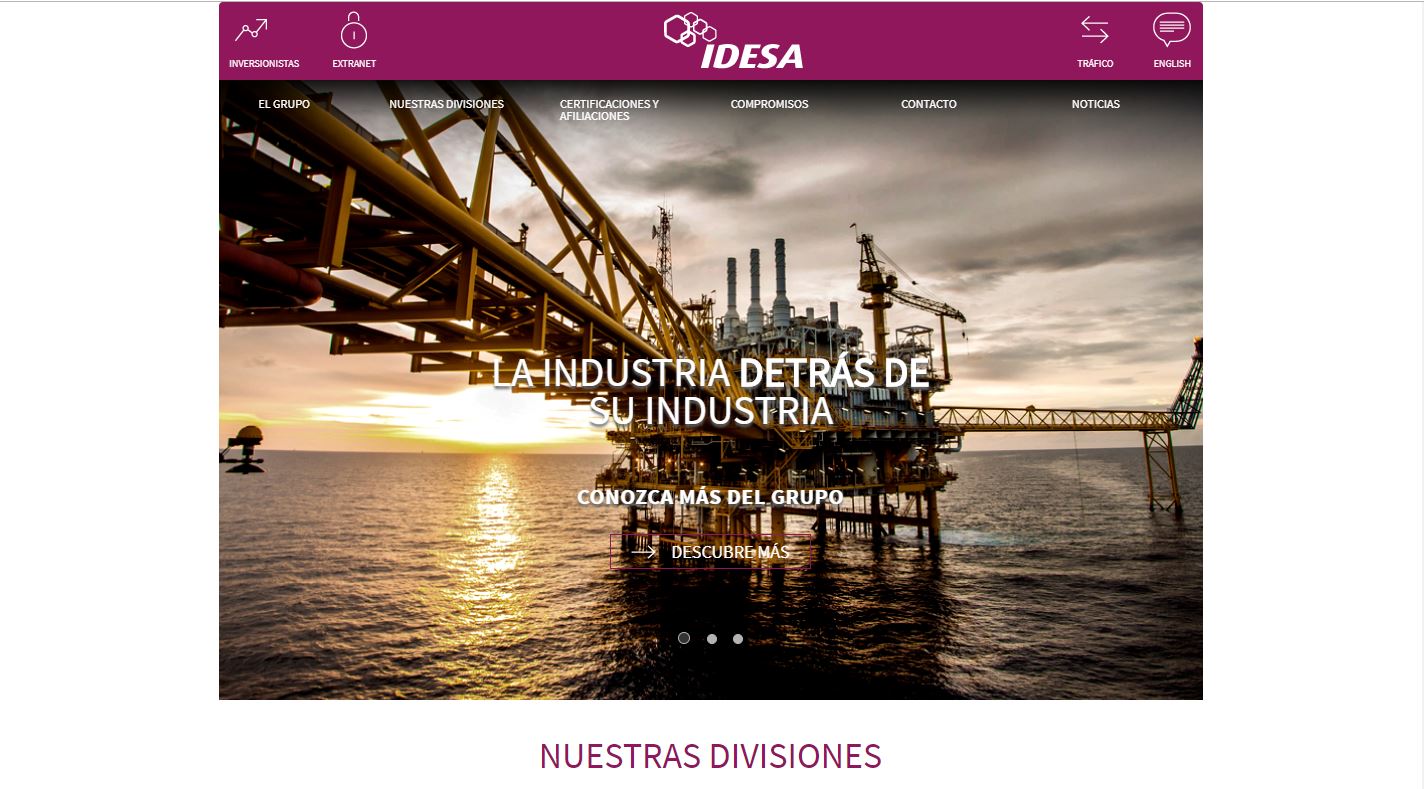 INVERSIONISTAS
EXTRANET
IDESA
TRÁFICO
ENGLISH
EL GRUPO
NUESTRAS DIVISIONES
CERTIFICACIONES Y
AFILIACIONES
COMPROMISOS
CONTACTO
NOTICIAS
LA INDUSTRIA DETRÁS DE
SU INDUSTRIA
CONOZCA MÁS DEL GRUPO
DESCUBRE MÁS
NUESTRAS DIVISIONES